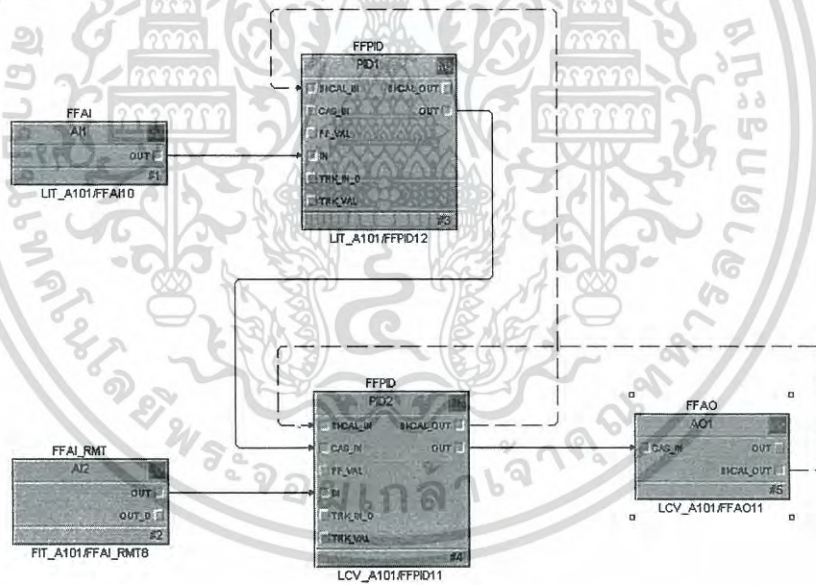 FFPID
PID1
BKCAL_IN
BKCAL_OUT
CAS_IN
OUT
FF_VAL
IN
TRK_IN_D
TRK_VAL
#3
LIT_A101/FFPID12
FFAI
AI1
OUT
#1
LIT_A101/FFAI10
FFPID
PID2
BKCAL_IN
BKCAL_OUT
CAS_IN
OUT
FF_VAL
IN
TRK_IN_D
TRK_VAL
#4
LCV_A101/FFPID11
FFAI_RMT
AI2
OUT
OUT_D
#2
FIT_A101/FFAI_RMT8
FFAO
AO1
CAS_IN
OUT
BKCAL_OUT
#5
LCV_A101/FFAO11